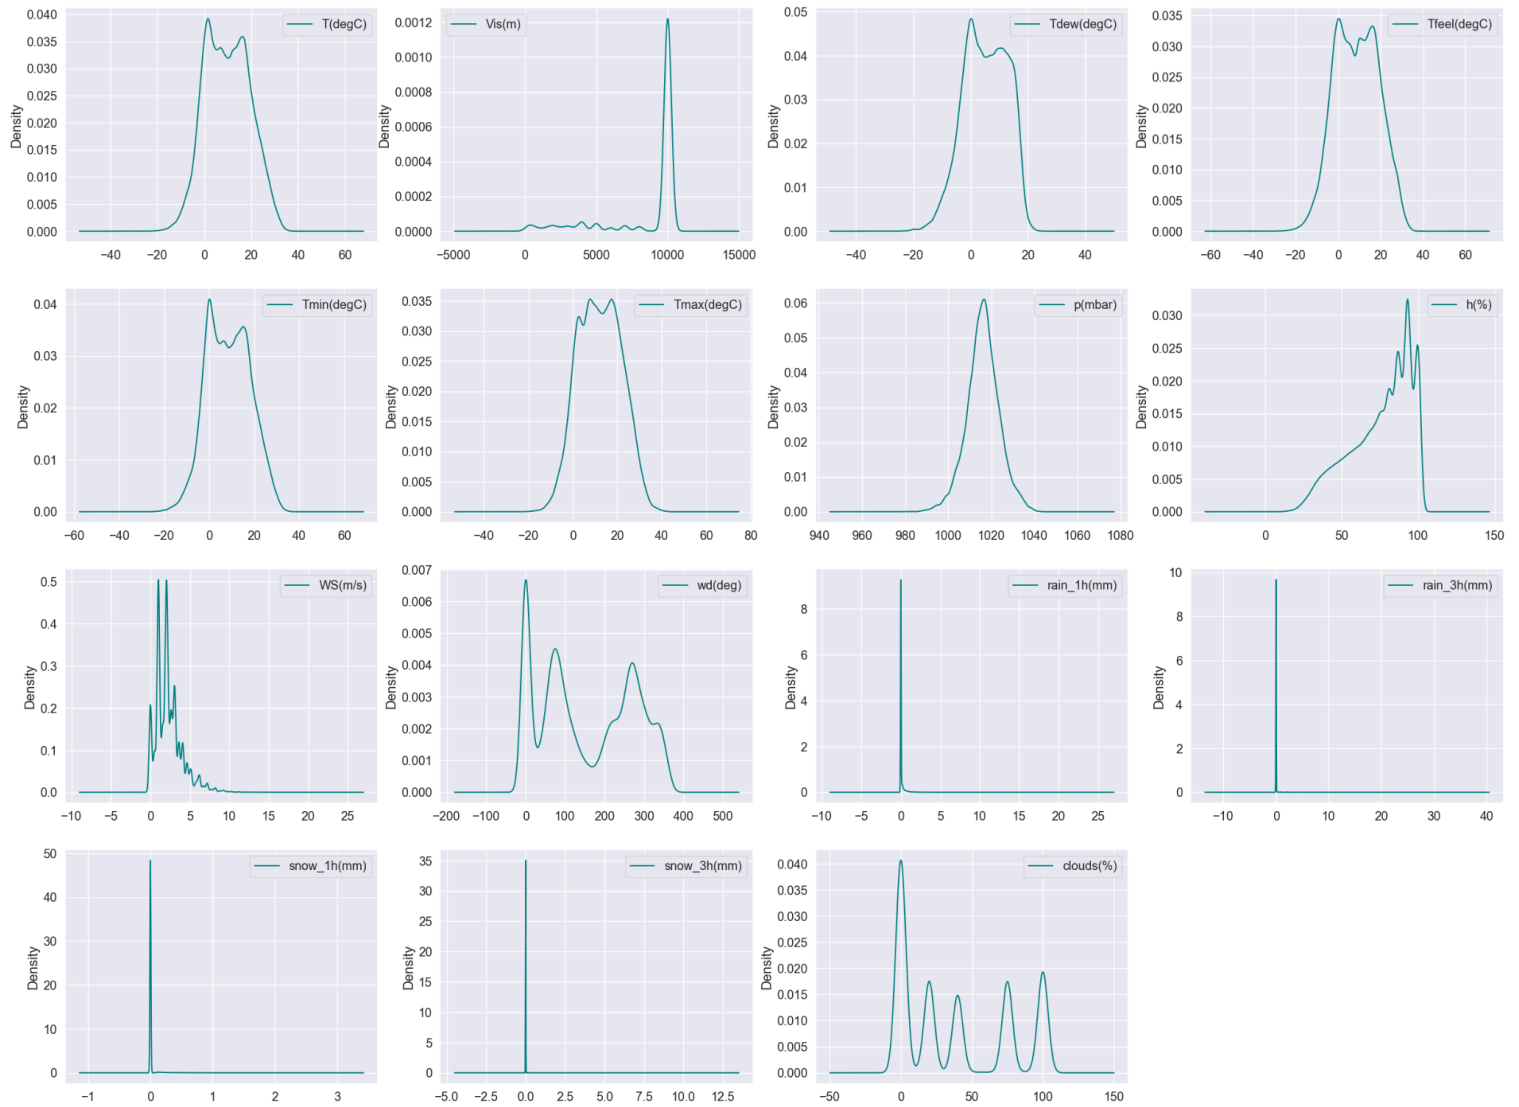 T(degC)
Density
0.040
0.035
0.030
0.025
0.020
0.015
0.010
0.005
0.000
−40 −20 0 20 40 60
Vis(m)
Density
0.0012
0.0010
0.0008
0.0006
0.0004
0.0002
0.0000
−5000 0 5000 10000 15000
Tdew(degC)
Density
0.05
0.04
0.03
0.02
0.01
0.00
−40 −20 0 20 40
Tfeel(degC)
Density
0.035
0.030
0.025
0.020
0.015
0.010
0.005
0.000
−60 −40 −20 0 20 40 60
Tmin(degC)
Density
0.04
0.03
0.02
0.01
0.00
−60 −40 −20 0 20 40 60
Tmax(degC)
Density
0.035
0.030
0.025
0.020
0.015
0.010
0.005
0.000
−40 −20 0 20 40 60 80
p(mbar)
Density
0.06
0.05
0.04
0.03
0.02
0.01
0.00
940 960 980 1000 1020 1040 1060 1080
h(%)
Density
0.030
0.025
0.020
0.015
0.010
0.005
0.000
0 50 100 150
WS(m/s)
Density
0.5
0.4
0.3
0.2
0.1
0.0
−10 −5 0 5 10 15 20 25
wd(deg)
Density
0.007
0.006
0.005
0.004
0.003
0.002
0.001
0.000
−200 −100 0 100 200 300 400 500
rain_1h(mm)
Density
8
6
4
2
0
−10 −5 0 5 10 15 20 25
rain_3h(mm)
Density
10
8
6
4
2
0
−10 0 10 20 30 40
snow_1h(mm)
Density
50
40
30
20
10
0
−1 0 1 2 3
snow_3h(mm)
Density
35
30
25
20
15
10
5
0
−5.0 −2.5 0.0 2.5 5.0 7.5 10.0 12.5
clouds(%)
Density
0.040
0.035
0.030
0.025
0.020
0.015
0.010
0.005
0.000
−50 0 50 100 150